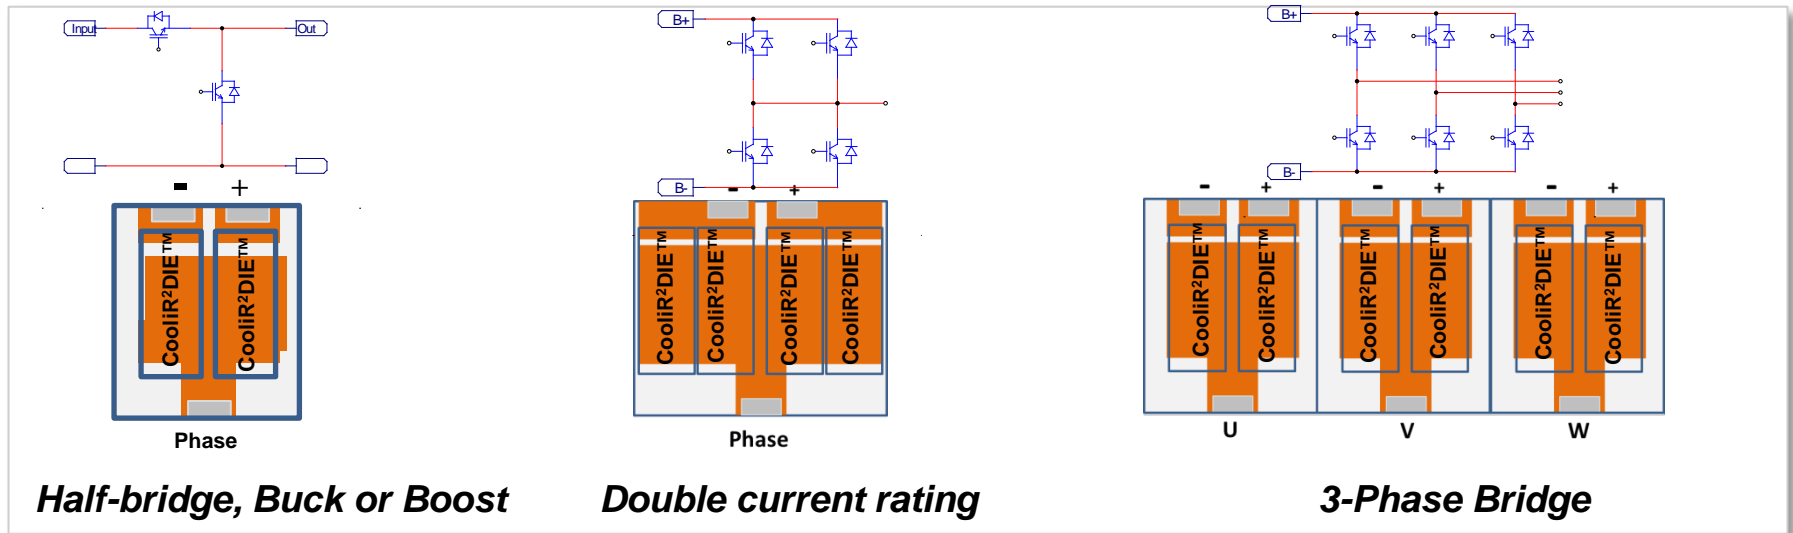 Input
Out
- +
CooliR²DIE™
CooliR²DIE™
Phase
Half-bridge, Buck or Boost
B+
B-
- +
CooliR²DIE™
CooliR²DIE™
CooliR²DIE™
CooliR²DIE™
Phase
Double current rating
B+
B-
- + - + - +
CooliR²DIE™
CooliR²DIE™
CooliR²DIE™
CooliR²DIE™
CooliR²DIE™
CooliR²DIE™
U V W
3-Phase Bridge